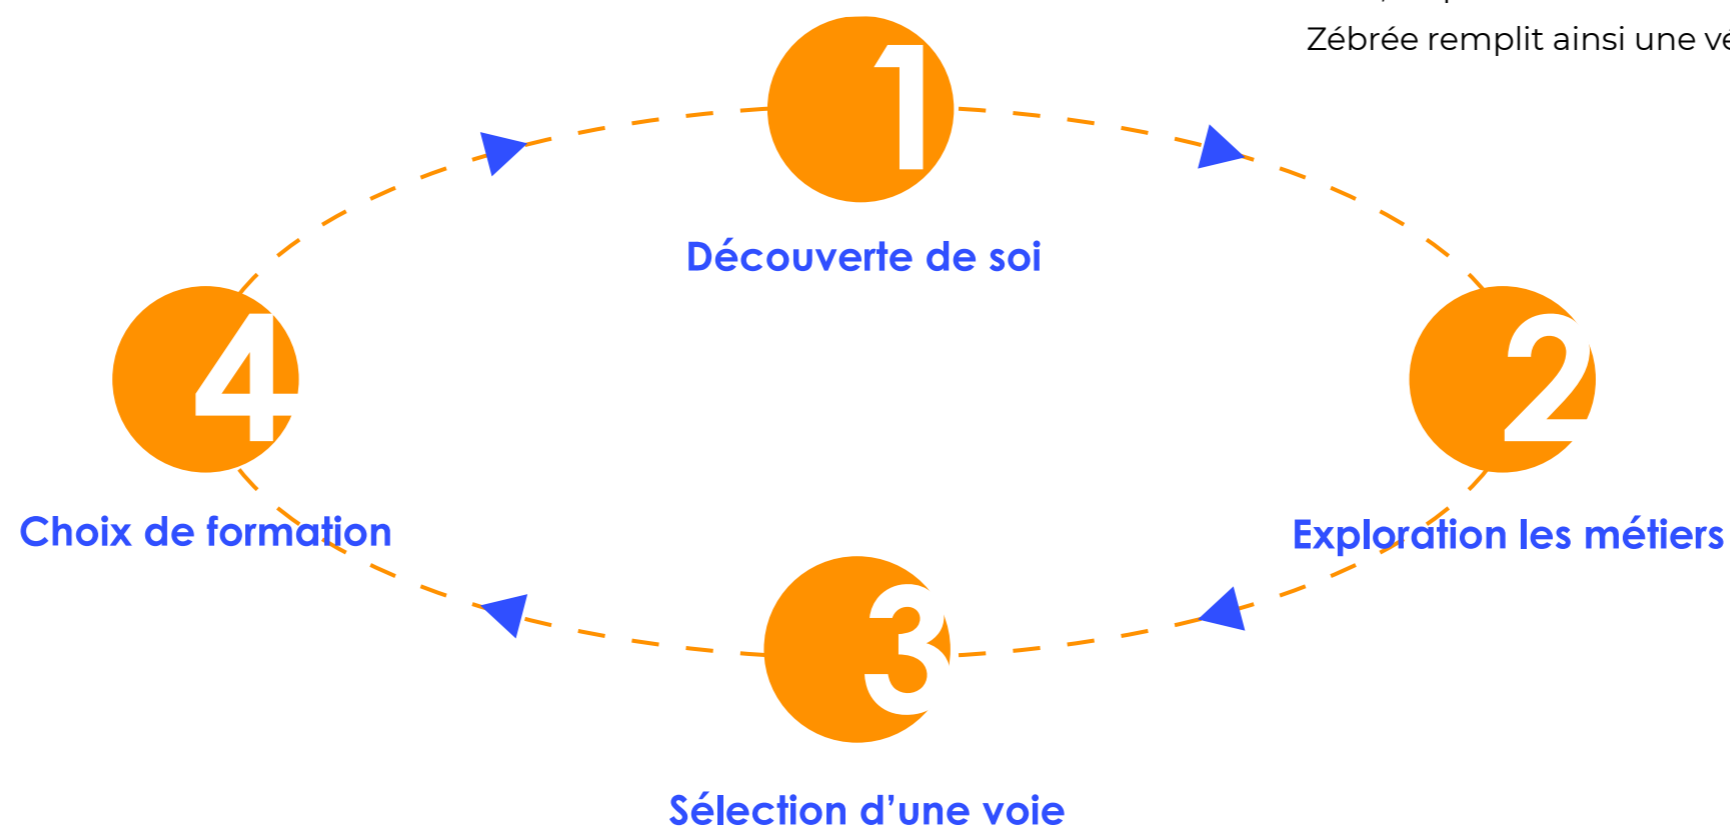 Zébrée remplit ainsi une
1
Découverte de soi
2
Exploration les métiers
3
Sélection d’une voie
4
Choix de formation